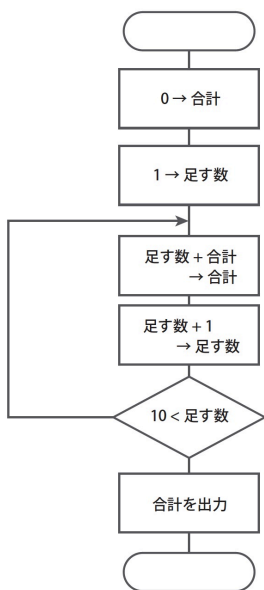 0 → 合計
1 → 足す数
足す数 + 合計
→ 合計
足す数 + 1
→ 足す数
10 < 足す数
合計を出力